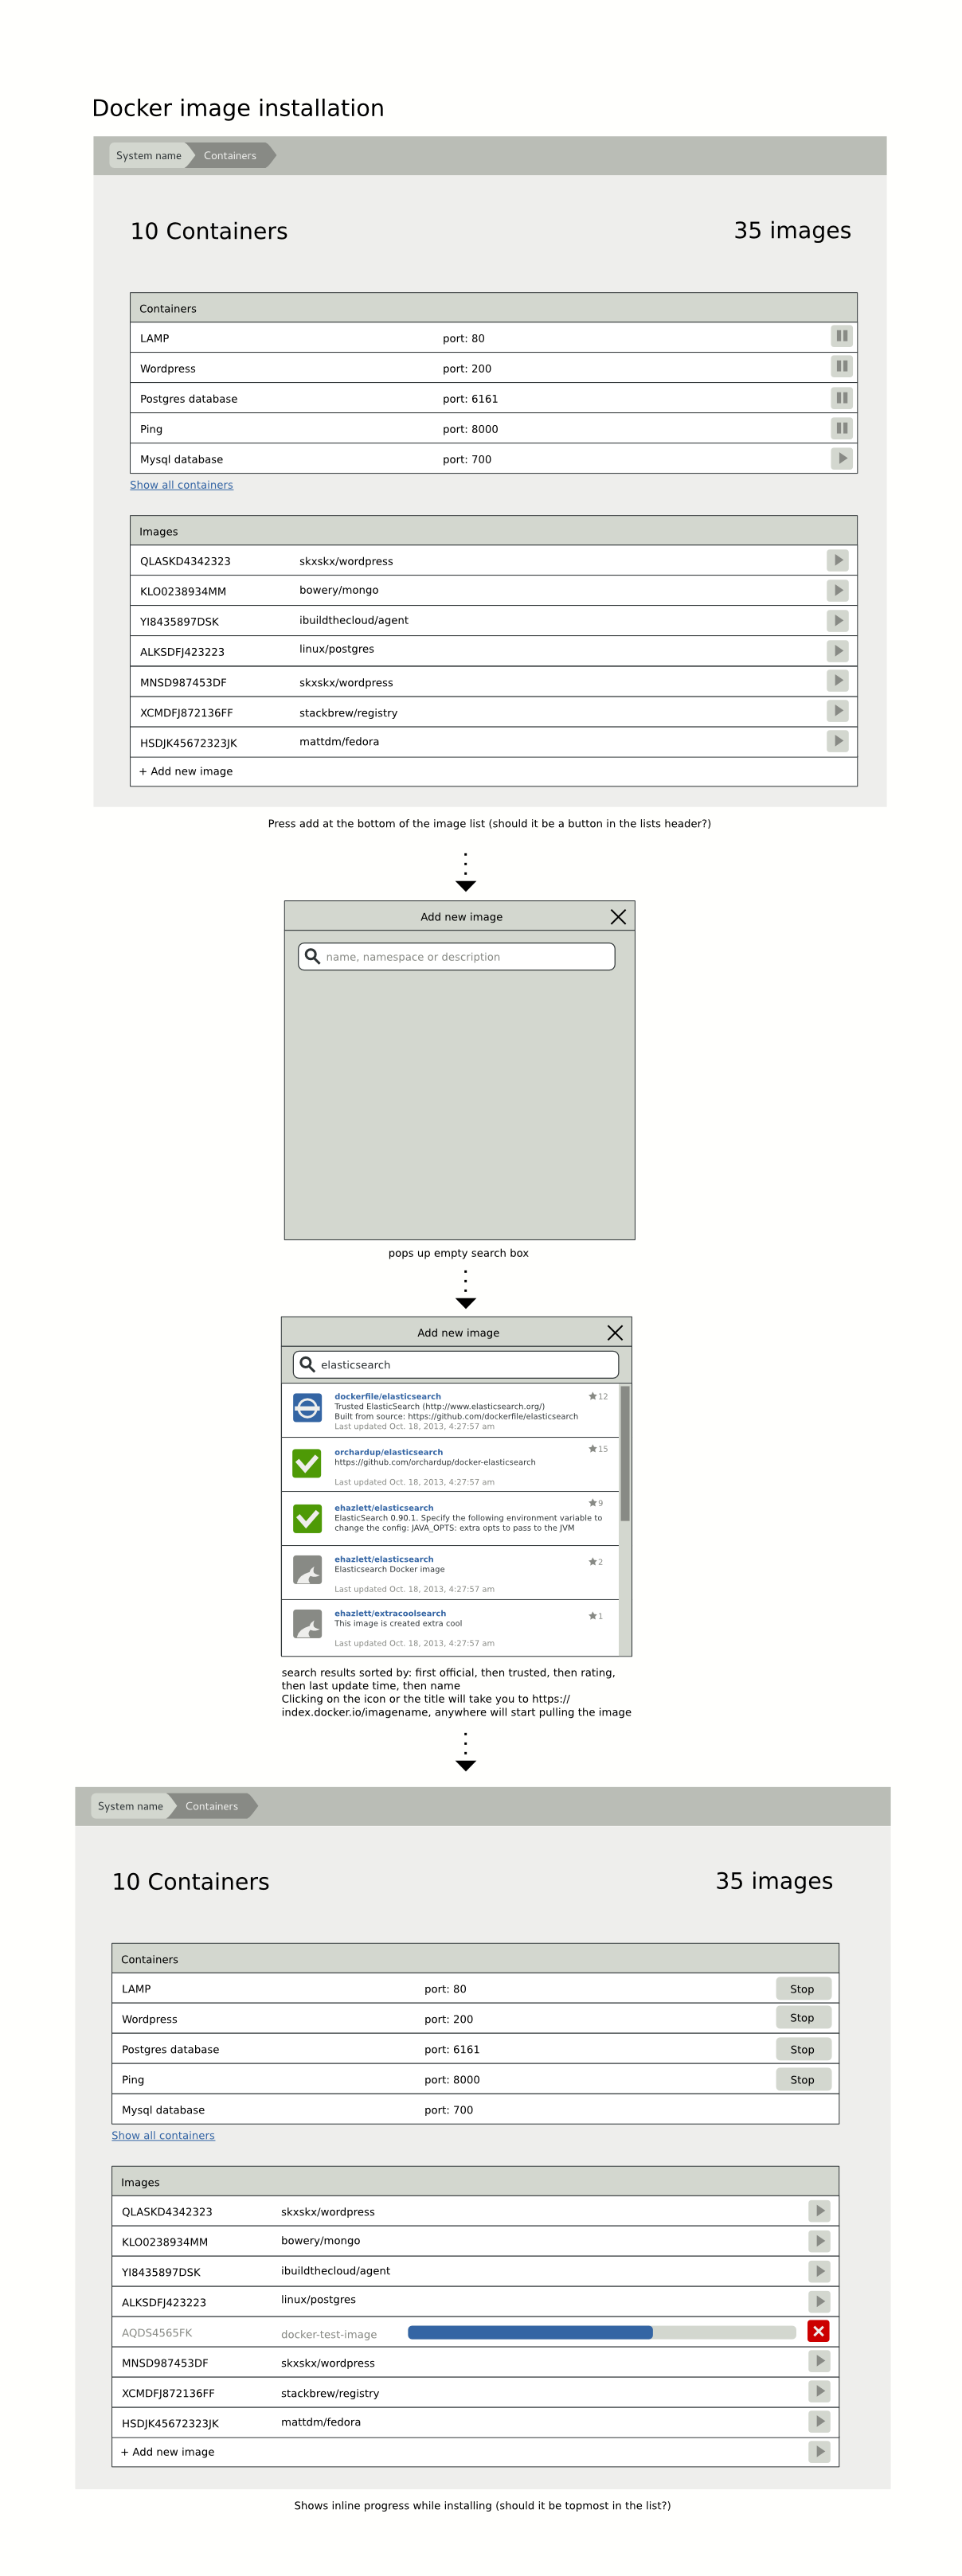 Docker image installation
System name Containers
10 Containers 35 images
Containers
LAMP port: 80
Wordpress port: 200
Postgres database port: 6161
Ping port: 8000
Mysql database port: 700
Show all containers
Images
QLASKD4342323 skxskx/wordpress
KLO0238934MM bowery/mongo
YI8435897DSK ibuildthecloud/agent
ALKSDFJ423223 linux/postgres
MNSD987453DF skxskx/wordpress
XCMDFJ872136FF stackbrew/registry
HSDJK45672323JK mattdm/fedora
+ Add new image
Press add at the bottom of the image list (should it be a button in the lists header?)
Add new image
name, namespace or description
pops up empty search box
Add new image
elasticsearch
dockerfile/elasticsearch 12
Trusted ElasticSearch (http://www.elasticsearch.org/)
Built from source: https://github.com/dockerfile/elasticsearch
Last updated Oct. 18, 2013, 4:27:57 am
orchardup/elasticsearch 15
https://github.com/orchardup/docker-elasticsearch
Last updated Oct. 18, 2013, 4:27:57 am
ehazlett/elasticsearch 9
ElasticSearch 0.90.1. Specify the following environment variable to
change the config: JAVA_OPTS: extra opts to pass to the JVM
ehazlett/elasticsearch 2
Elasticsearch Docker image
Last updated Oct. 18, 2013, 4:27:57 am
ehazlett/extracoolsearch 1
This image is created extra cool
Last updated Oct. 18, 2013, 4:27:57 am
search results sorted by: first official, then trusted, then rating,
then last update time, then name
Clicking on the icon or the title will take you to https://
index.docker.io/imagename, anywhere will start pulling the image
System name Containers
10 Containers 35 images
Containers
LAMP port: 80 Stop
Wordpress port: 200 Stop
Postgres database port: 6161 Stop
Ping port: 8000 Stop
Mysql database port: 700
Show all containers
Images
QLASKD4342323 skxskx/wordpress
KLO0238934MM bowery/mongo
YI8435897DSK ibuildthecloud/agent
ALKSDFJ423223 linux/postgres
AQDS4565FK docker-test-image
MNSD987453DF skxskx/wordpress
XCMDFJ872136FF stackbrew/registry
HSDJK45672323JK mattdm/fedora
+ Add new image
Shows inline progress while installing (should it be topmost in the list?)